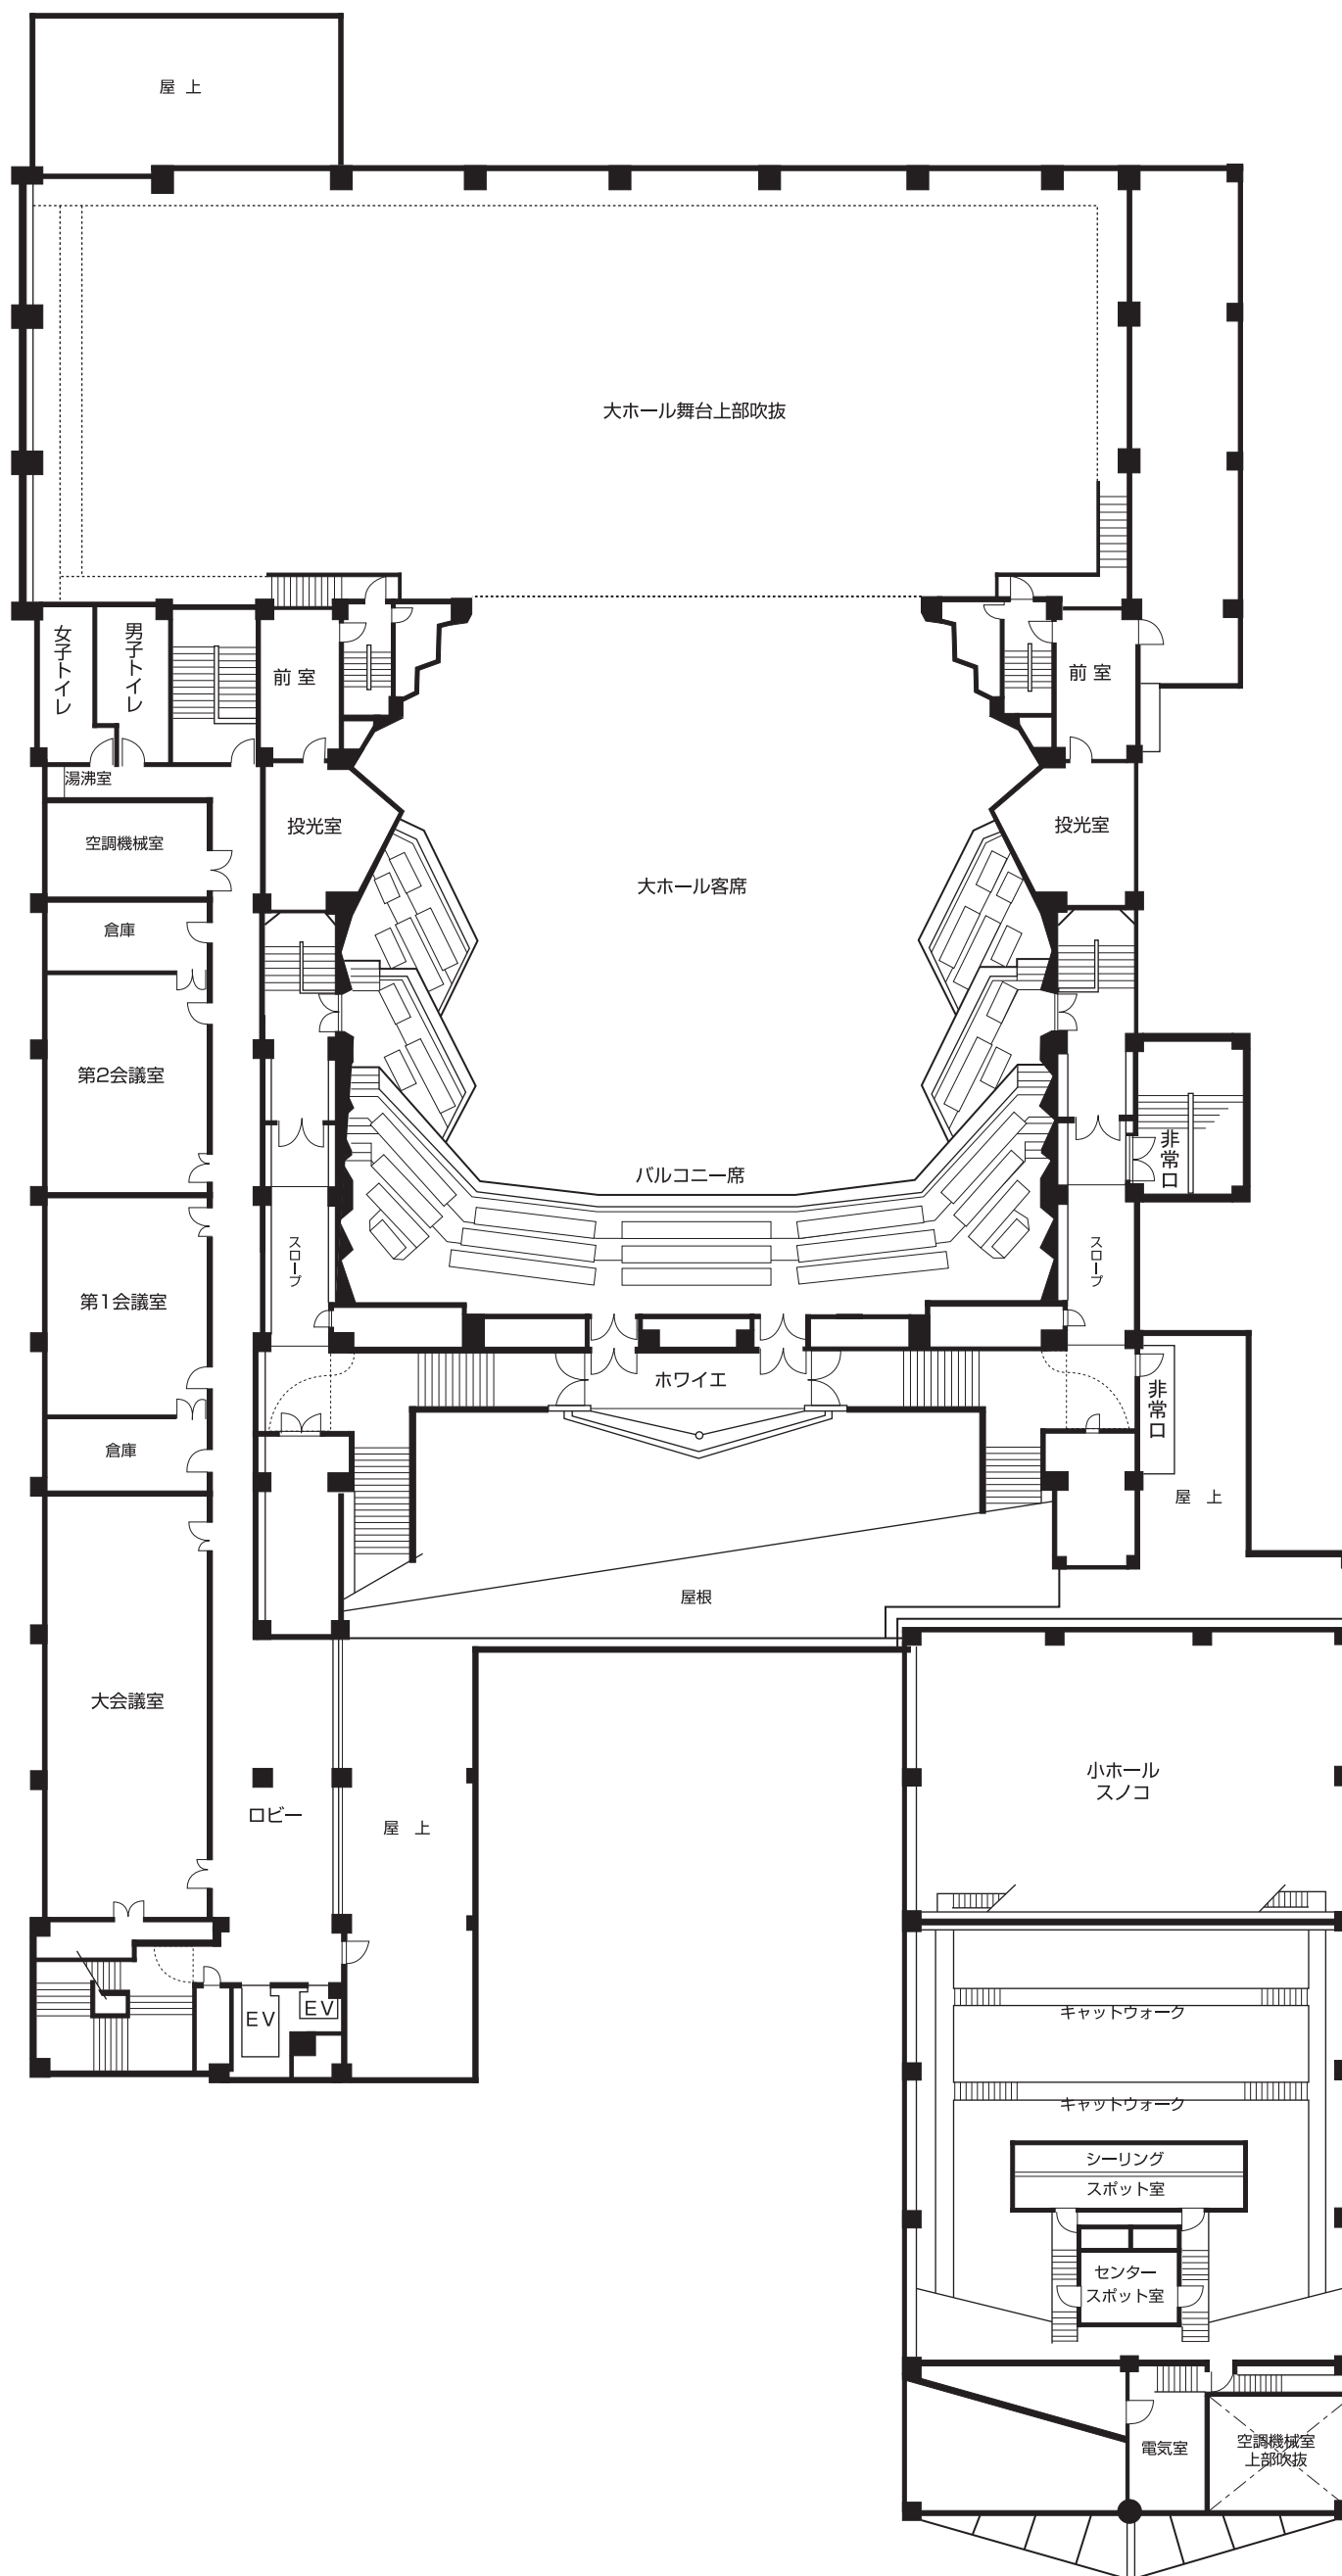 屋 上
大ホール舞台上部吹抜
女子トイレ
男子トイレ
前 室
前 室
湯沸室
投光室
投光室
空調機械室
大ホール客席
倉庫
第2会議室
非常口
バルコニー席
スロープ
スロープ
第1会議室
ホワイエ
非常口
倉庫
屋 上
屋根
大会議室
小ホール
スノコ
ロビー
屋 上
EV
EV
キャットウォーク
キャットウォーク
シーリング
スポット室
センター
スポット室
電気室
空調機械室
上部吹抜